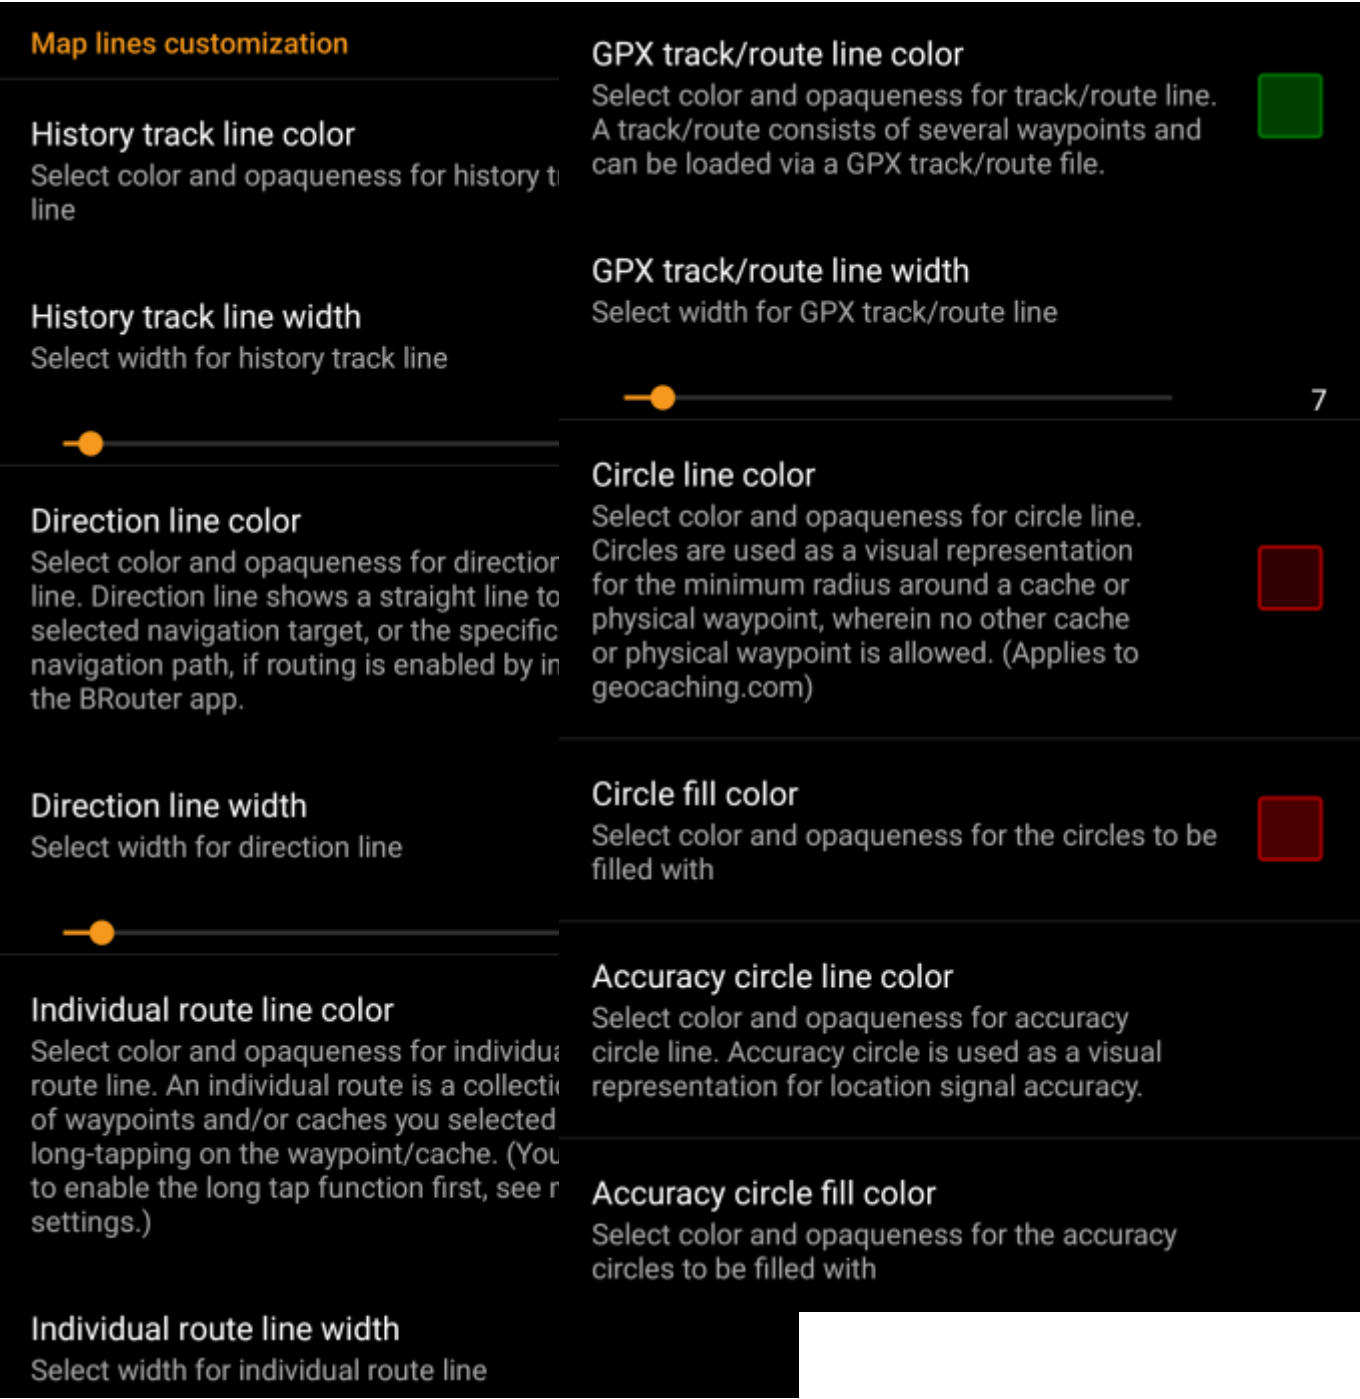 Map lines customization
History track line color
Select color and opaqueness for history
line
History track line width
Select width for history track line
Direction line color
Select color and opaqueness for direction
line. Direction line shows a straight line to
selected navigation target, or the specific
navigation path, if routing is enabled by
the BRouter app.
Direction line width
Select width for direction line
Individual route line color
Select color and opaqueness for
route line. An individual route is a
of waypoints and/or caches you selected
long-tapping on the waypoint/cache. (You
to enable the long tap function first, see
settings.)
Individual route line width
Select width for individual route line
GPX track/route line color
Select color and opaqueness for track/route line.
A track/route consists of several waypoints and
can be loaded via a GPX track/route file.
GPX track/route line width
Select width for GPX track/route line
7
Circle line color
Select color and opaqueness for circle line.
Circles are used as a visual representation
for the minimum radius around a cache or
physical waypoint, wherein no other cache
or physical waypoint is allowed. (Applies to
geocaching.com)
Circle fill color
Select color and opaqueness for the circles to be
filled with
Accuracy circle line color
Select color and opaqueness for accuracy
circle line. Accuracy circle is used as a visual
representation for location signal accuracy.
Accuracy circle fill color
Select color and opaqueness for the accuracy
circles to be filled with